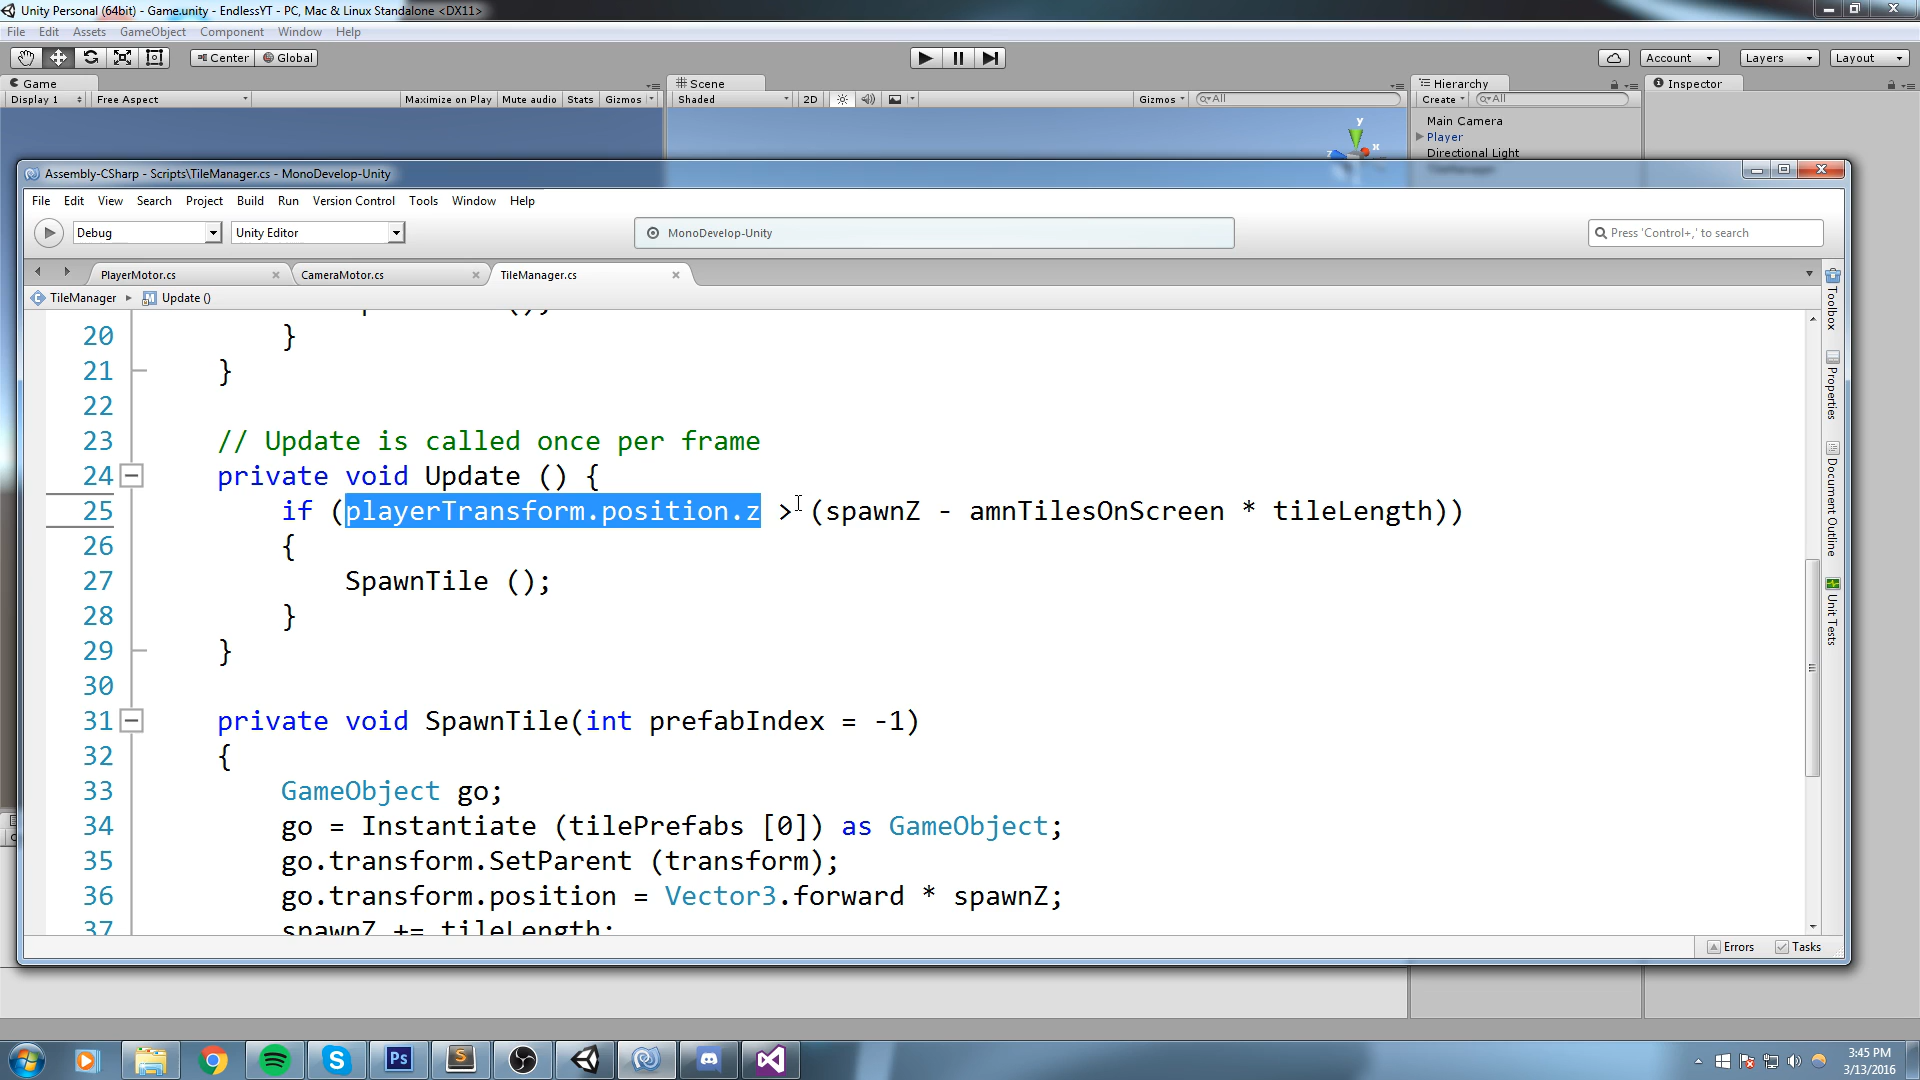 Unity Personal (64bit) - Game.unity - EndlessYT - PC, Mac & Linux Standalone <DX11>
File Edit Assets GameObject Component Window Help
Center Global Account Layers Layout
Game Scene Hierarchy Inspector
Display 1 Free Aspect Maximize on Play Mute audio Stats Gizmos Shaded 2D Gizmos All Create All
y
x
z
Main Camera
Player
Directional Light
TileManager
Assembly-CSharp - Scripts\TileManager.cs - MonoDevelop-Unity
File Edit View Search Project Build Run Version Control Tools Window Help
Debug Unity Editor MonoDevelop-Unity Press 'Control+,' to search
PlayerMotor.cs CameraMotor.cs TileManager.cs
TileManager Update ()
20 }
21 }
22
23 // Update is called once per frame
24 private void Update () {
25 if (playerTransform.position.z > (spawnZ - amnTilesOnScreen * tileLength))
26 {
27 SpawnTile ();
28 }
29 }
30
31 private void SpawnTile(int prefabIndex = -1)
32 {
33 GameObject go;
34 go = Instantiate (tilePrefabs [0]) as GameObject;
35 go.transform.SetParent (transform);
36 go.transform.position = Vector3.forward * spawnZ;
37 spawnZ += tileLength;
Toolbox
Properties
Document Outline
Unit Tests
Errors Tasks
Ps
S
3:45 PM
3/13/2016